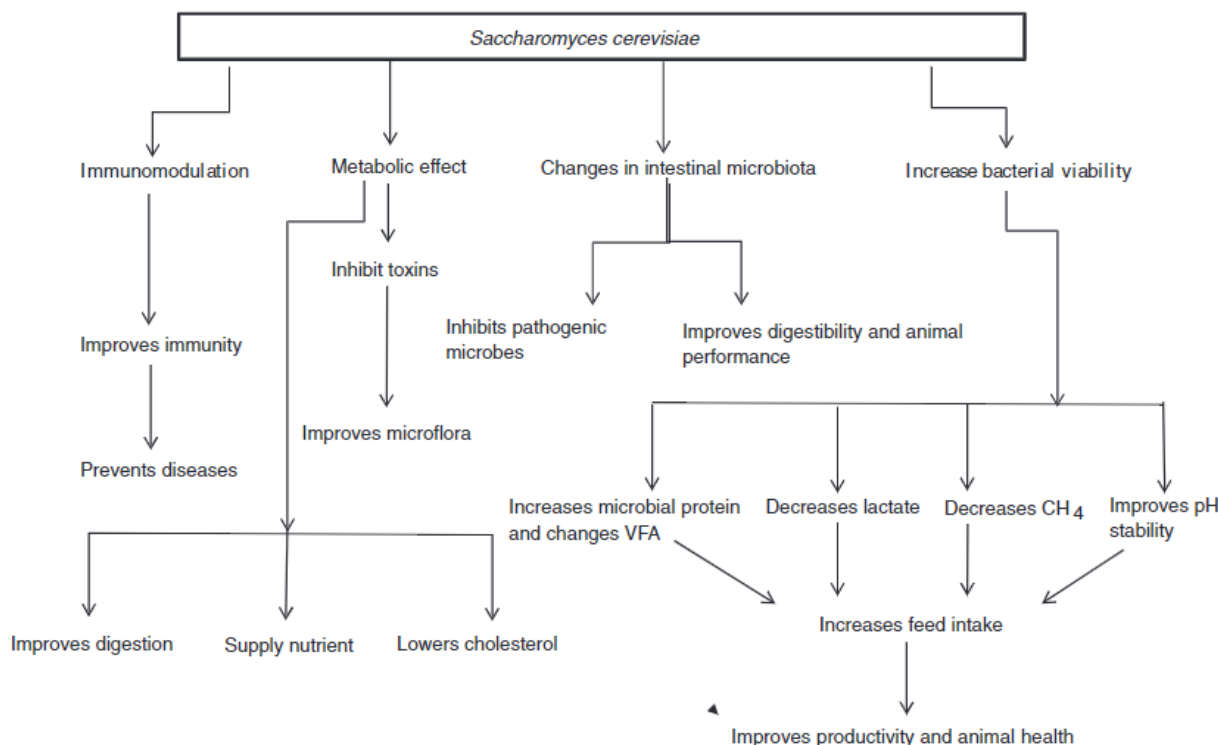 Saccharomyces cerevisiae
Immunomodulation
Metabolic effect
Changes in intestinal microbiota
Increase bacterial viability
Inhibit toxins
Inhibits pathogenic
microbes
Improves digestibility and animal
performance
Improves immunity
Improves microflora
Prevents diseases
Increases microbial protein
and changes VFA
Decreases lactate
Decreases CH4
Improves pH
stability
Improves digestion
Supply nutrient
Lowers cholesterol
Increases feed intake
Improves productivity and animal health